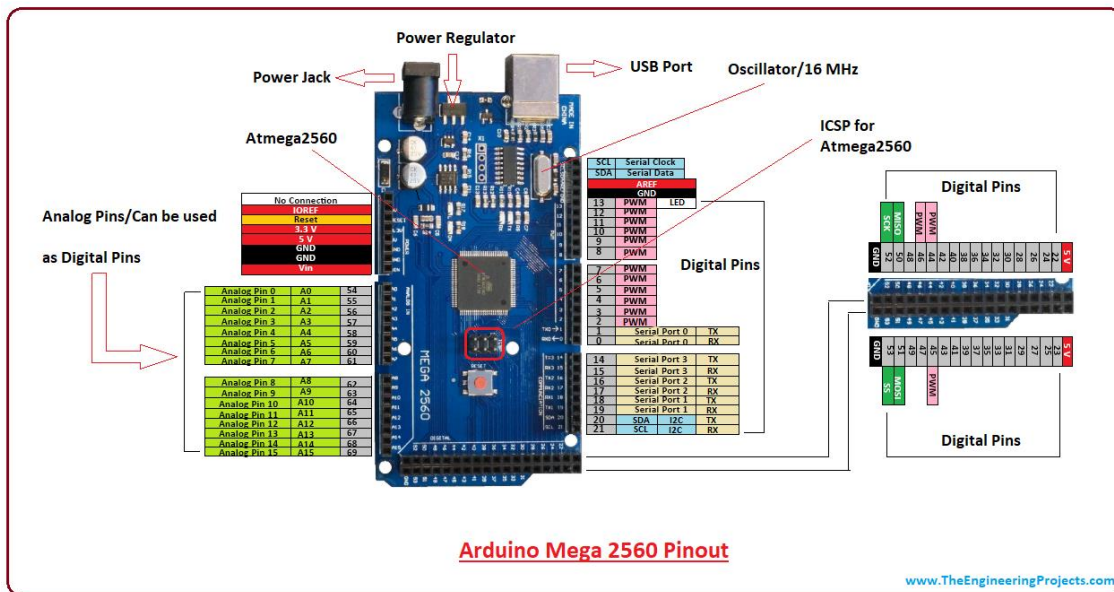 Power Regulator
Power Jack
USB Port
Oscillator/16 MHz
Atmega2560
ICSP for
Atmega2560
Analog Pins/Can be used
as Digital Pins
No Connection
IOREF
Reset
3.3 V
5 V
GND
GND
Vin
Analog Pin 0 A0 54
Analog Pin 1 A1 55
Analog Pin 2 A2 56
Analog Pin 3 A3 57
Analog Pin 4 A4 58
Analog Pin 5 A5 59
Analog Pin 6 A6 60
Analog Pin 7 A7 61
Analog Pin 8 A8 62
Analog Pin 9 A9 63
Analog Pin 10 A10 64
Analog Pin 11 A11 65
Analog Pin 12 A12 66
Analog Pin 13 A13 67
Analog Pin 14 A14 68
Analog Pin 15 A15 69
MADE IN
CHINA
MEGA 2560
RESET
COMMUNICATION
DIGITAL
SCL Serial Clock
SDA Serial Data
AREF
GND
13 PWM LED
12 PWM
11 PWM
10 PWM
9 PWM
8 PWM
7 PWM
6 PWM
5 PWM
4 PWM
3 PWM
2 PWM
1 Serial Port 0 TX
0 Serial Port 0 RX
14 Serial Port 3 TX
15 Serial Port 3 RX
16 Serial Port 2 TX
17 Serial Port 2 RX
18 Serial Port 1 TX
19 Serial Port 1 RX
20 SDA I2C TX
21 SCL I2C RX
Digital Pins
Digital Pins
SCK MISO PWM PWM
GND 52 50 48 46 44 42 40 38 36 34 32 30 28 26 24 22 5 V
GND 53 51 49 47 45 43 41 39 37 35 33 31 29 27 25 23 5 V
SS MOSI PWM
Digital Pins
Arduino Mega 2560 Pinout
www.TheEngineeringProjects.com